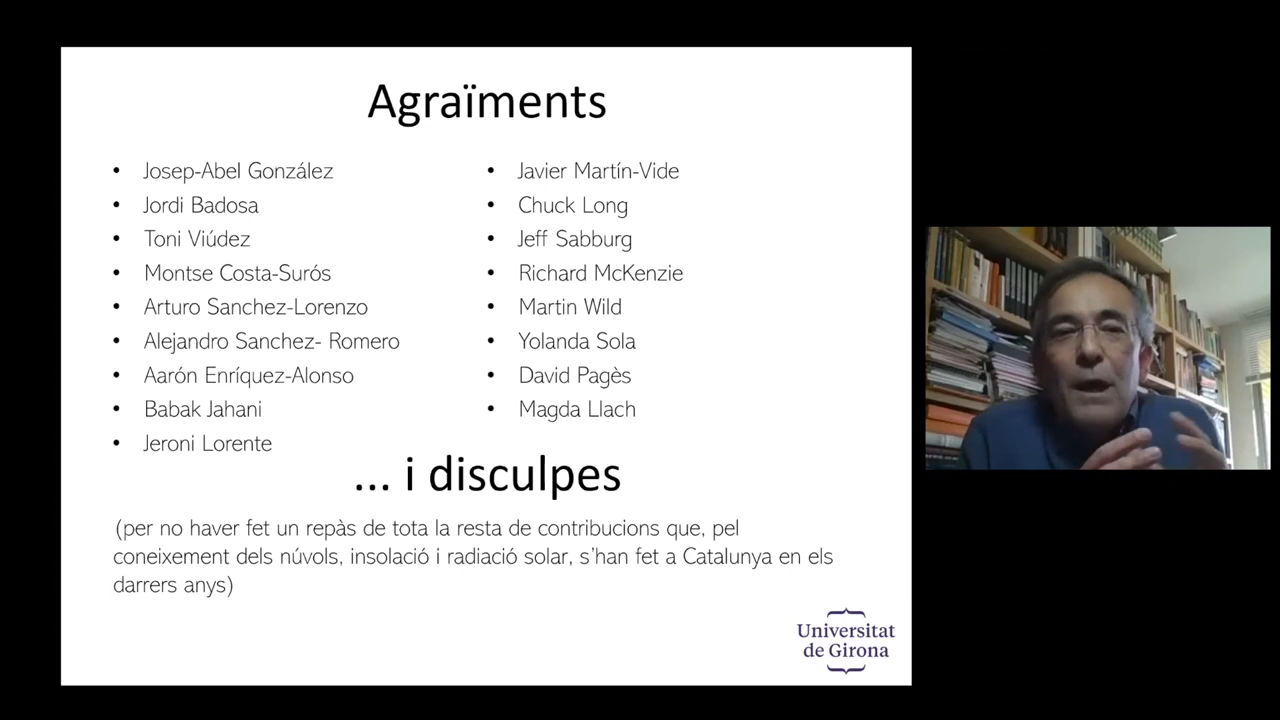 Agraïments
• Josep-Abel González
• Jordi Badosa
• Toni Viúdez
• Montse Costa-Surós
• Arturo Sanchez-Lorenzo
• Alejandro Sanchez- Romero
• Aarón Enríquez-Alonso
• Babak Jahani
• Jeroni Lorente
• Javier Martín-Vide
• Chuck Long
• Jeff Sabburg
• Richard McKenzie
• Martin Wild
• Yolanda Sola
• David Pagès
• Magda Llach
... i disculpes
(per no haver fet un repàs de tota la resta de contribucions que, pel
coneixement dels núvols, insolació i radiació solar, s'han fet a Catalunya en els
darrers anys)
Universitat
de Girona